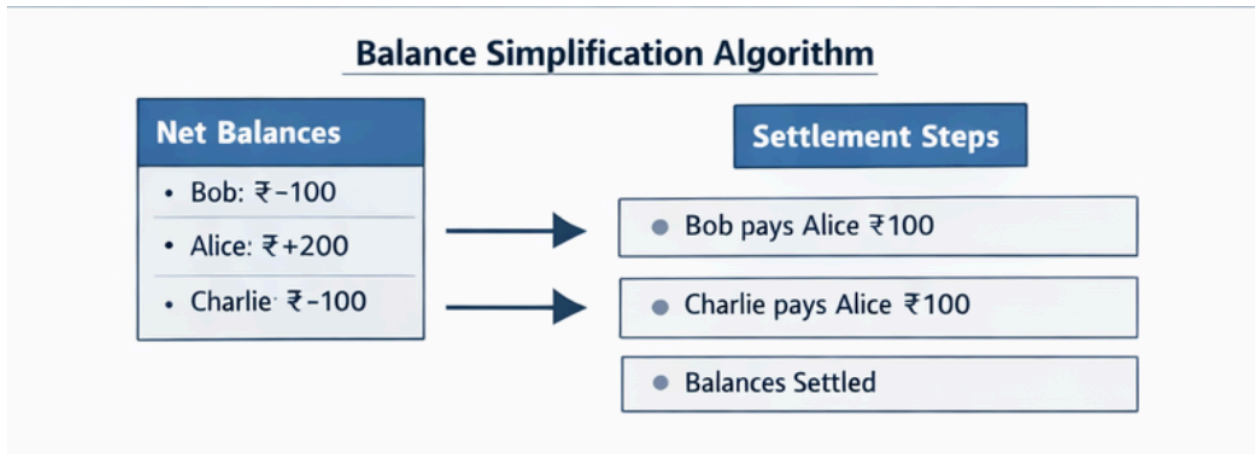 Balance Simplification Algorithm
Net Balances
• Bob: ₹-100
• Alice: ₹+200
• Charlie: ₹-100
Settlement Steps
• Bob pays Alice ₹100
• Charlie pays Alice ₹100
• Balances Settled